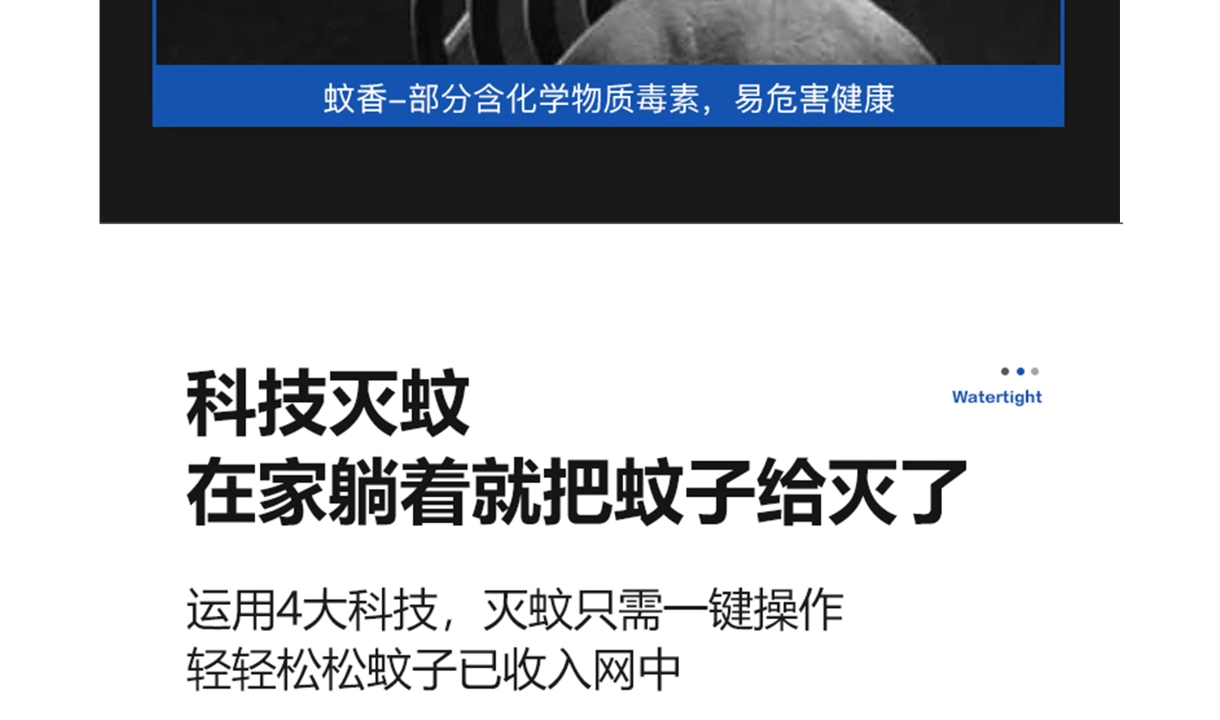 蚊香–部分含化学物质毒素，易危害健康
科技灭蚊
Watertight
在家躺着就把蚊子给灭了
运用4大科技，灭蚊只需一键操作
轻轻松松蚊子已收入网中